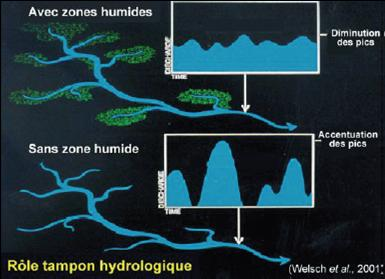 Avec zones humides
Diminution
des pics
DISCHARGE
TIME
Sans zone humide
Accentuation
des pics
DISCHARGE
TIME
Rôle tampon hydrologique
(Welsch et al., 2001)